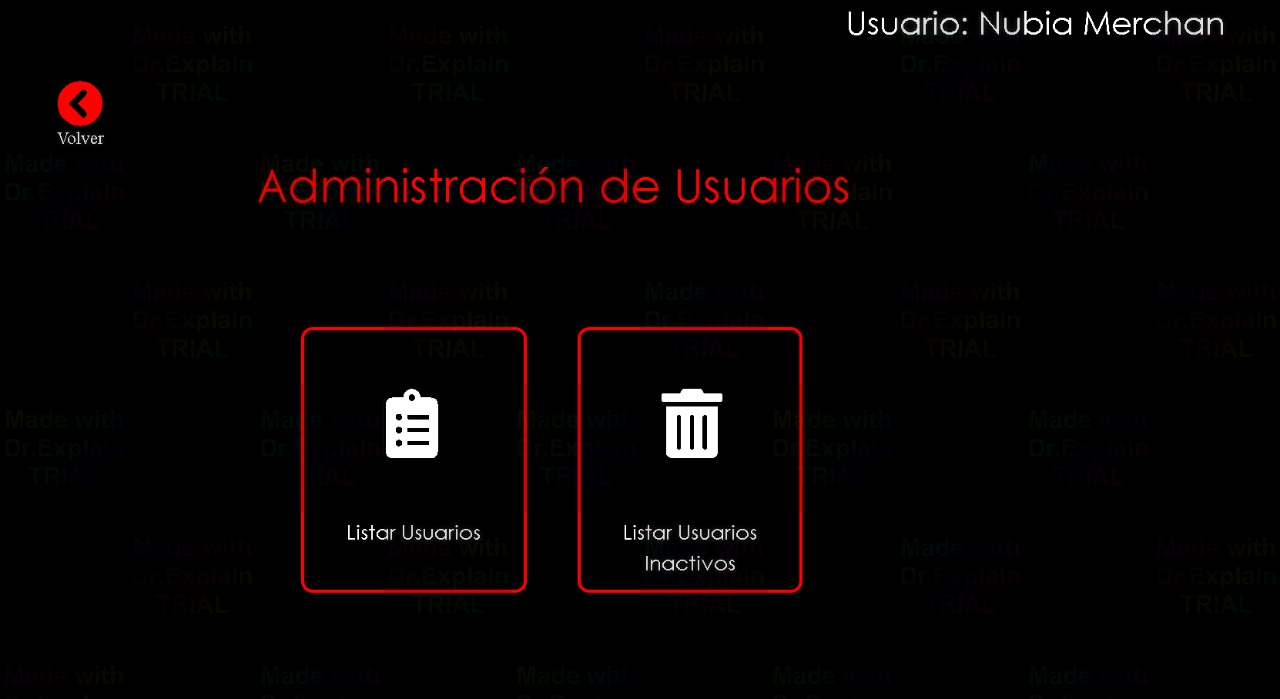 Usuario: Nubia Merchan
Volver
Administración de Usuarios
Listar Usuarios
Listar Usuarios
Inactivos
Made with
Dr.Explain
TRIAL